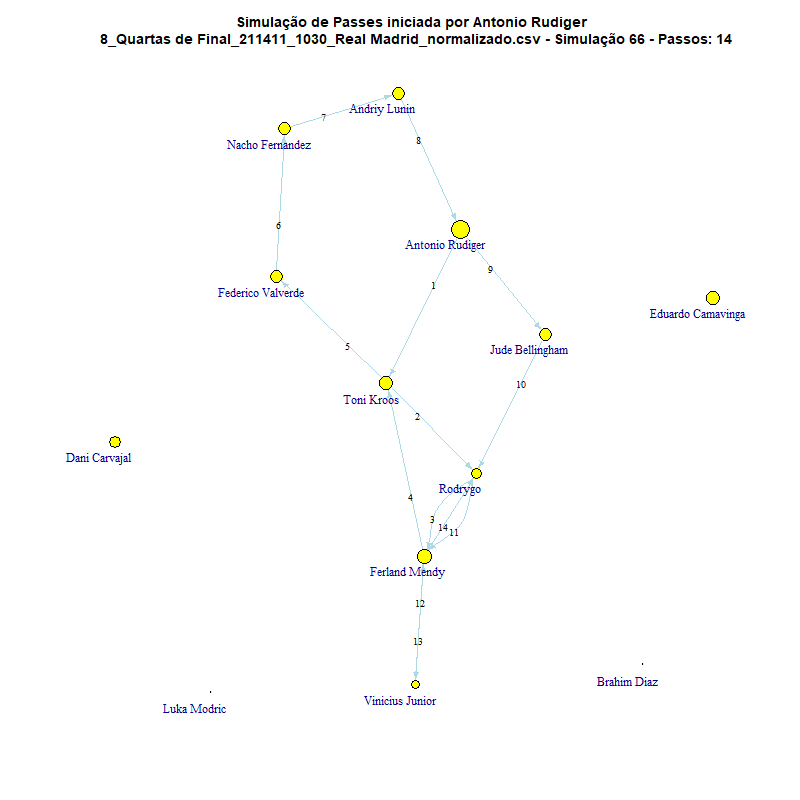 Simulação de Passes iniciada por Antonio Rudiger
8_Quartas de Final_211411_1030_Real Madrid_normalizado.csv - Simulação 66 - Passos: 14
Andriy Lunin
7
Nacho Fernandez
8
6
Antonio Rudiger
9
Federico Valverde
1
Eduardo Camavinga
5
Jude Bellingham
10
Toni Kroos
2
Dani Carvajal
Rodrygo
4
3
14
11
Ferland Mendy
12
13
Brahim Diaz
Vinicius Junior
Luka Modric